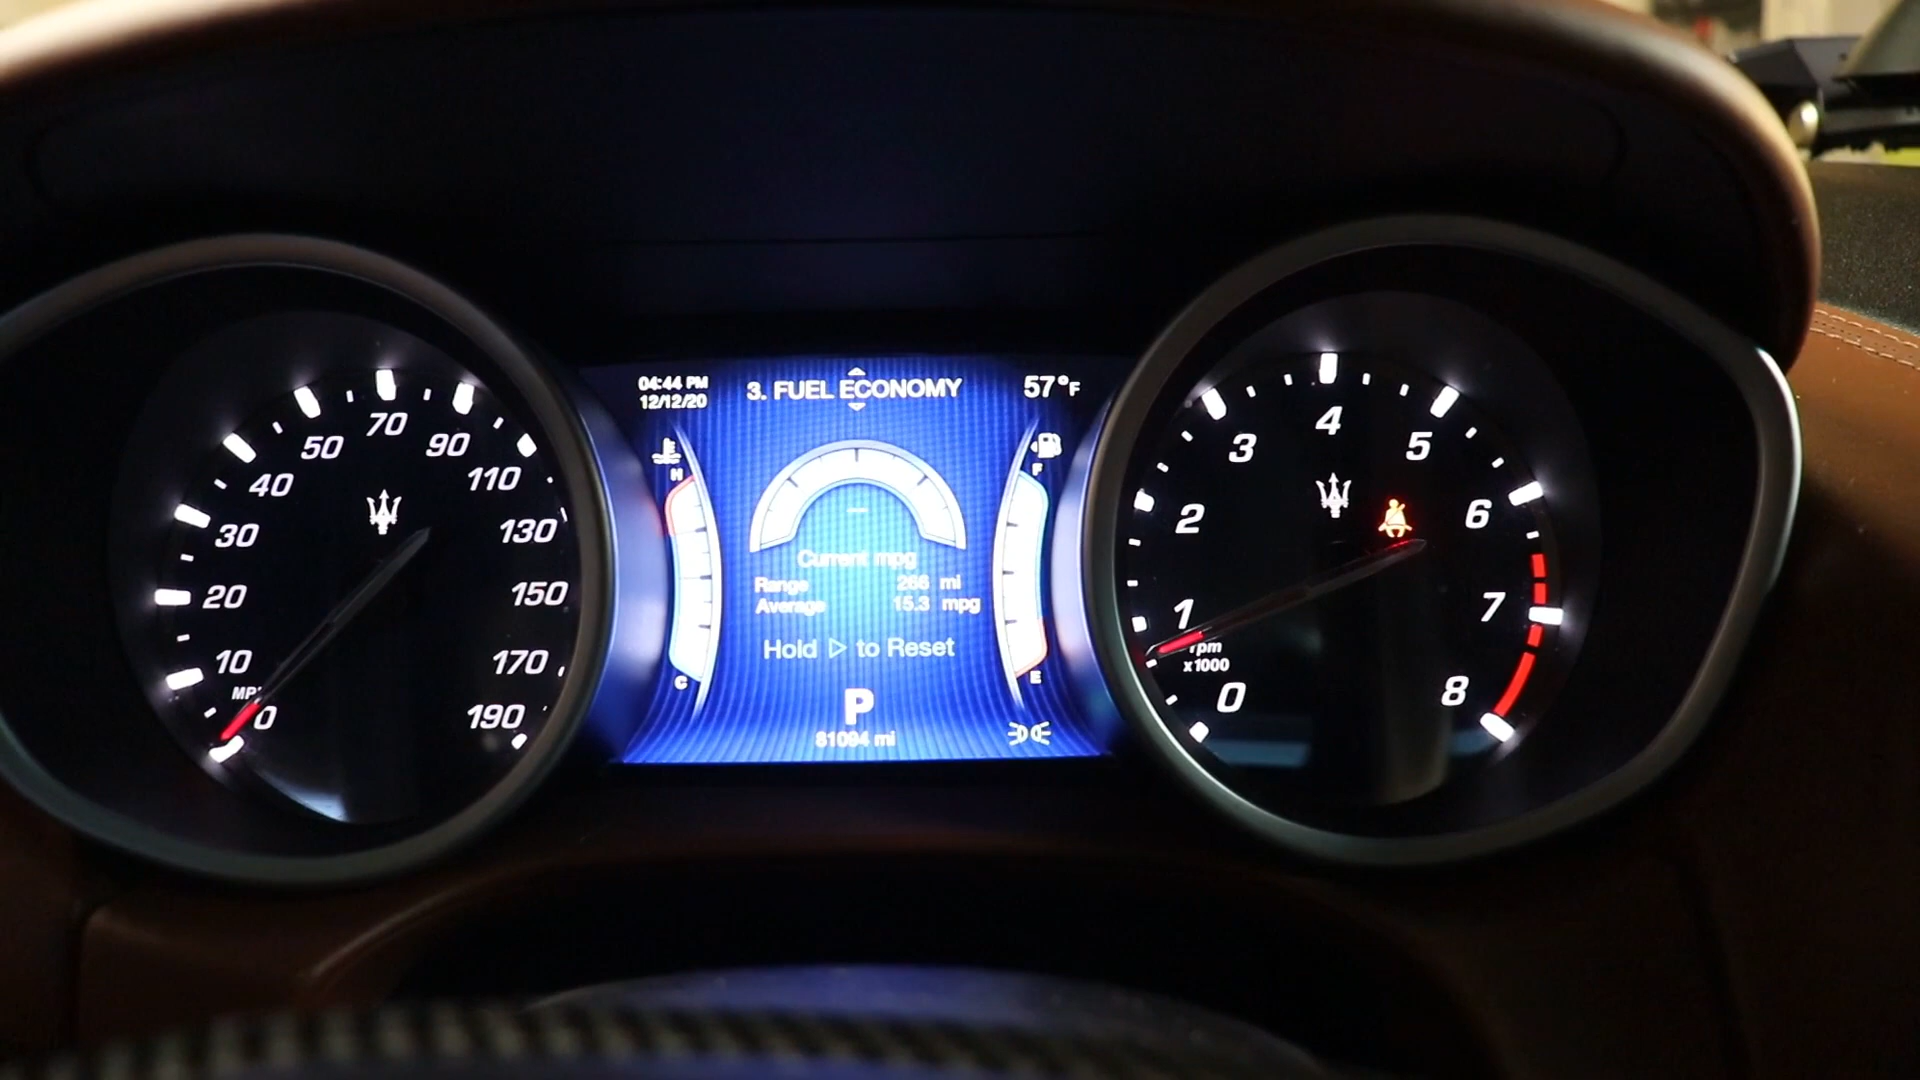 0
10
20
30
40
50
70
90
110
130
150
170
190
04:44 PM
12/12/20
3. FUEL ECONOMY
57°F
H
C
F
E
Current mpg
Range 266 mi
Average 15.3 mpg
Hold ▷ to Reset
P
81094 mi
0
1
2
3
4
5
6
7
8
rpm
x1000